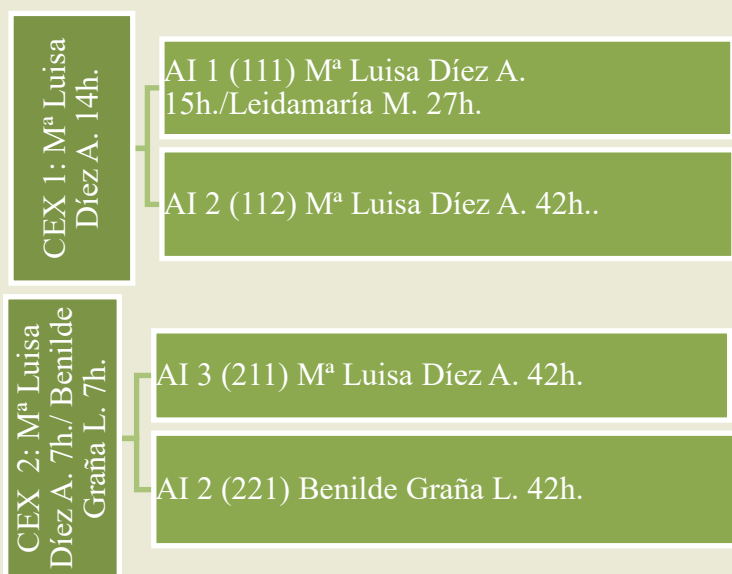 CEX 1: Mª Luisa
Díez A. 14h.
AI 1 (111) Mª Luisa Díez A.
15h./Leidamaría M. 27h.
AI 2 (112) Mª Luisa Díez A. 42h..
CEX 2: Mª Luisa
Díez A. 7h./ Benilde
Graña L. 7h.
AI 3 (211) Mª Luisa Díez A. 42h.
AI 2 (221) Benilde Graña L. 42h.